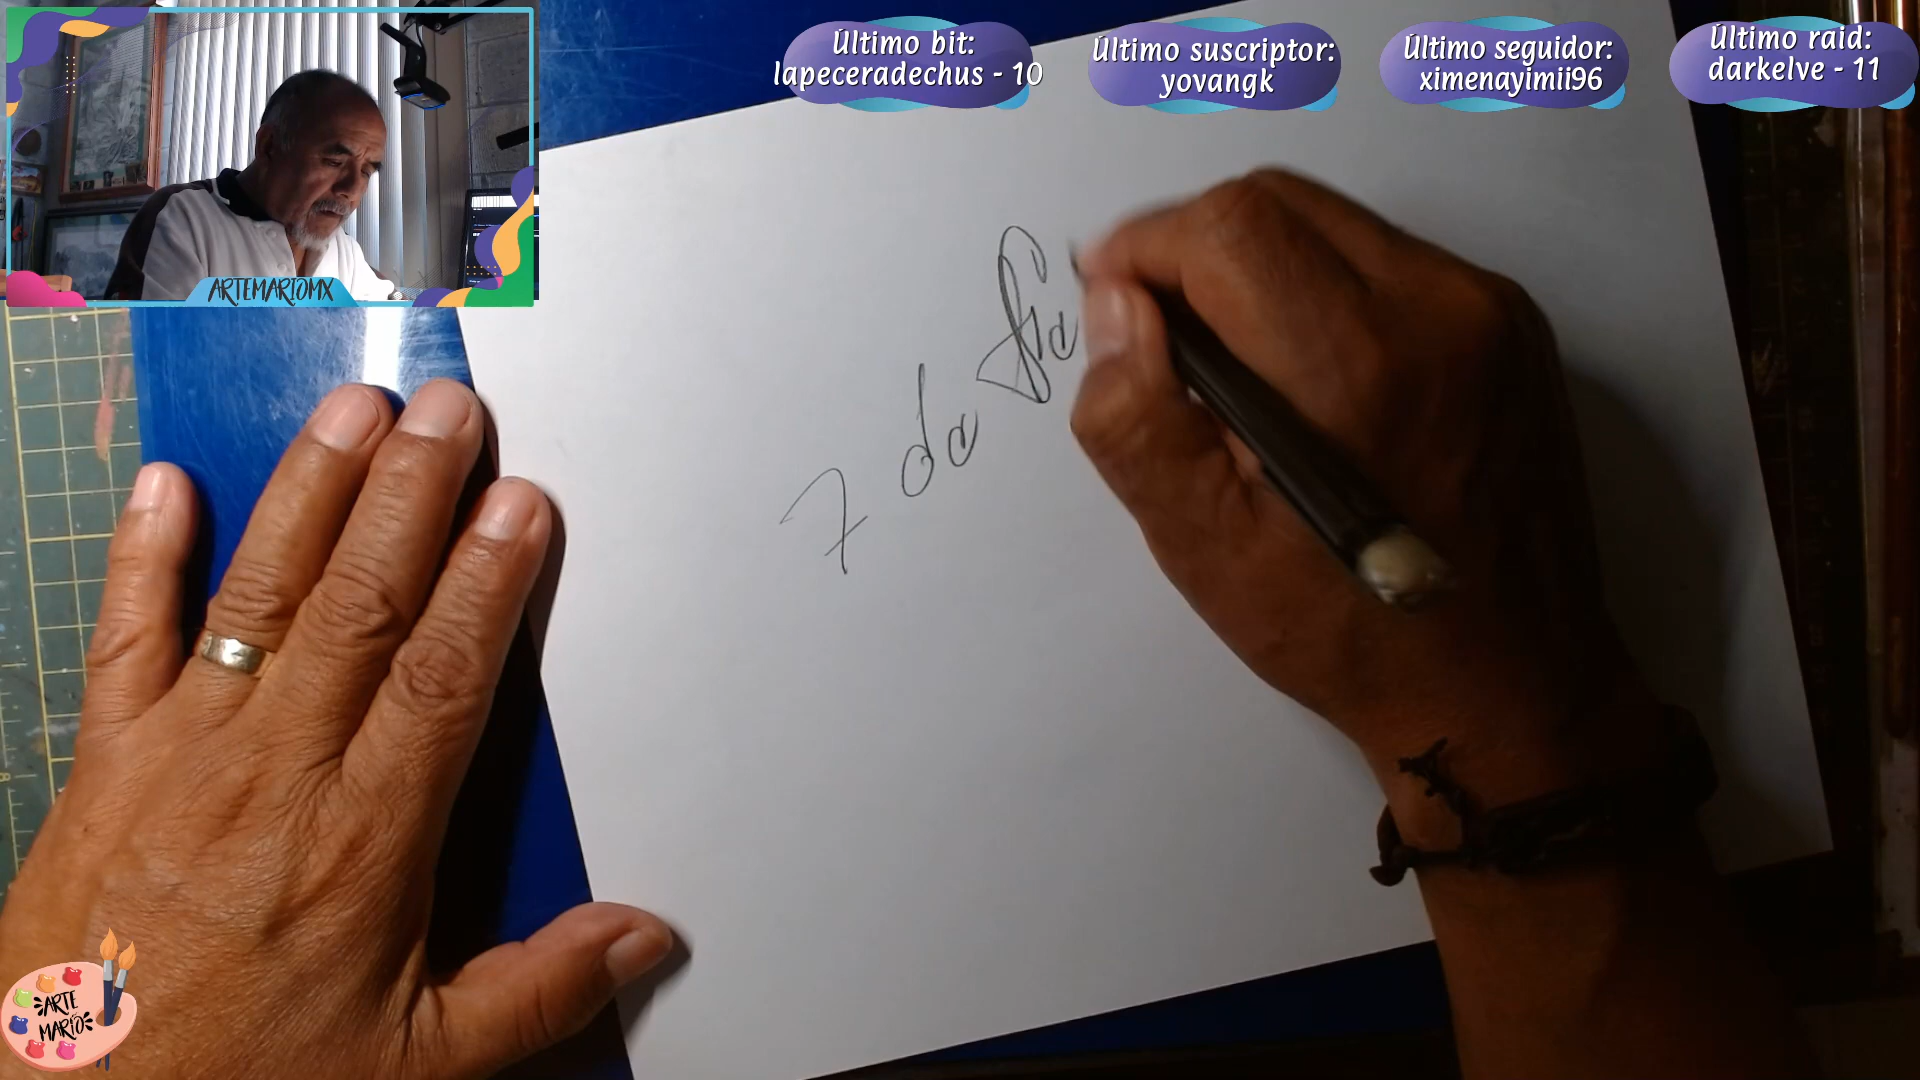 Último bit:
lapeceradechus - 10
Último suscriptor:
yovangk
Último seguidor:
ximenayimii96
Último raid:
darkelve - 11
ARTEMARIOMX
7 de
ARTE
MARIO